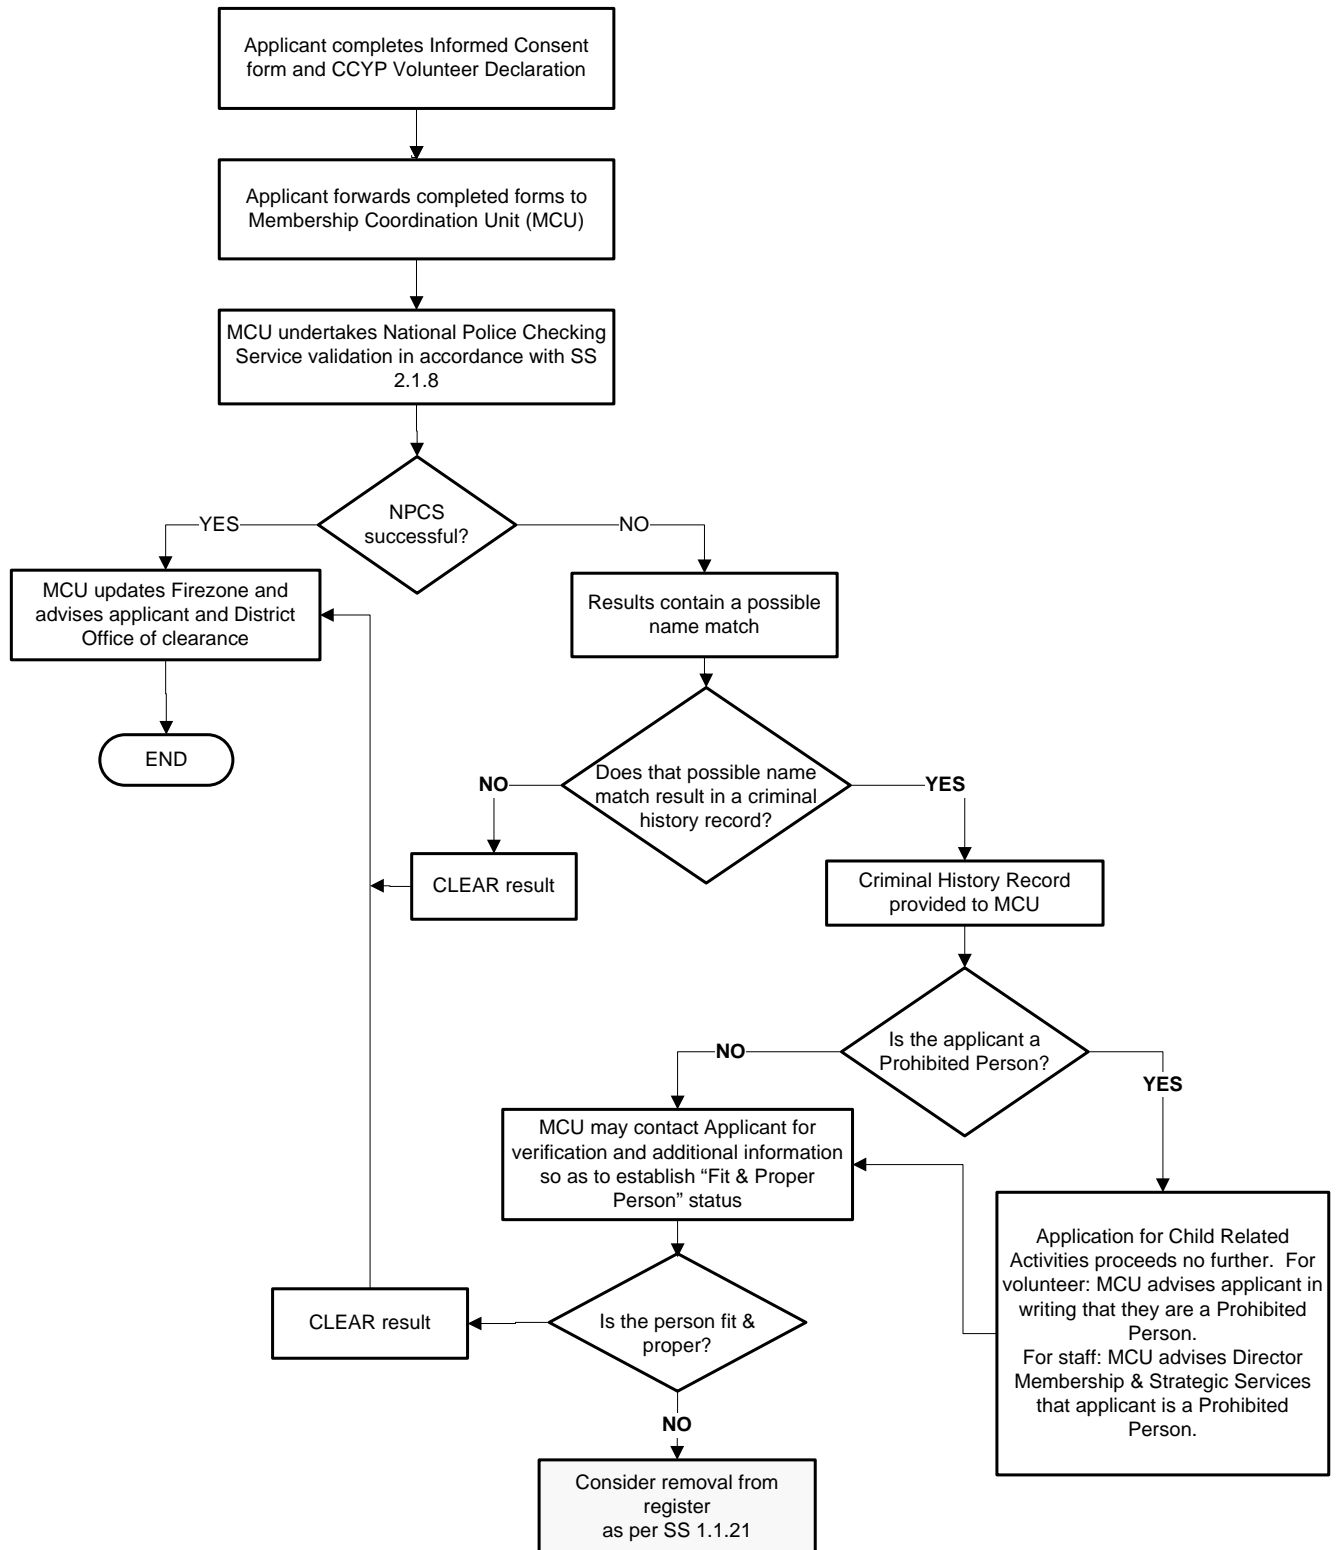 Applicant completes Informed Consent
form and CCYP Volunteer Declaration
Applicant forwards completed forms to
Membership Coordination Unit (MCU)
MCU undertakes National Police Checking
Service validation in accordance with SS
2.1.8
NPCS
successful?
YES
NO
MCU updates Firezone and
advises applicant and District
Office of clearance
END
Results contain a possible
name match
Does that possible name
match result in a criminal
history record?
NO
YES
CLEAR result
Criminal History Record
provided to MCU
Is the applicant a
Prohibited Person?
NO
YES
MCU may contact Applicant for
verification and additional information
so as to establish “Fit & Proper
Person” status
Application for Child Related
Activities proceeds no further.  For
volunteer: MCU advises applicant in
writing that they are a Prohibited
Person.
For staff: MCU advises Director
Membership & Strategic Services
that applicant is a Prohibited
Person.
Is the person fit &
proper?
CLEAR result
NO
Consider removal from
register
as per SS 1.1.21